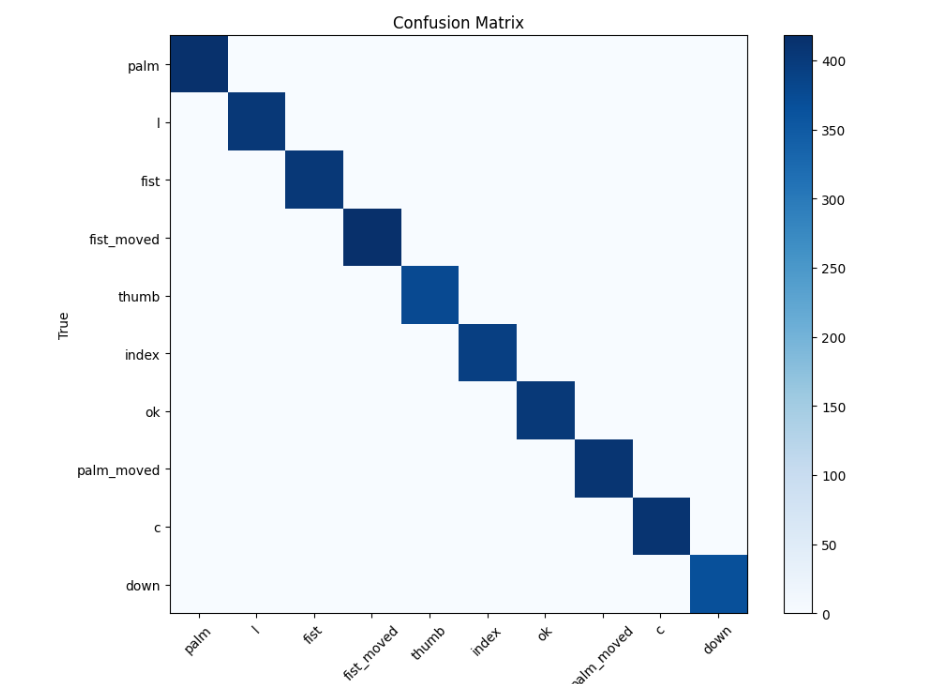 Confusion Matrix
True
palm
l
fist
fist_moved
thumb
index
ok
palm_moved
c
down
palm
l
fist
fist_moved
thumb
index
ok
palm_moved
c
down
400
350
300
250
200
150
100
50
0